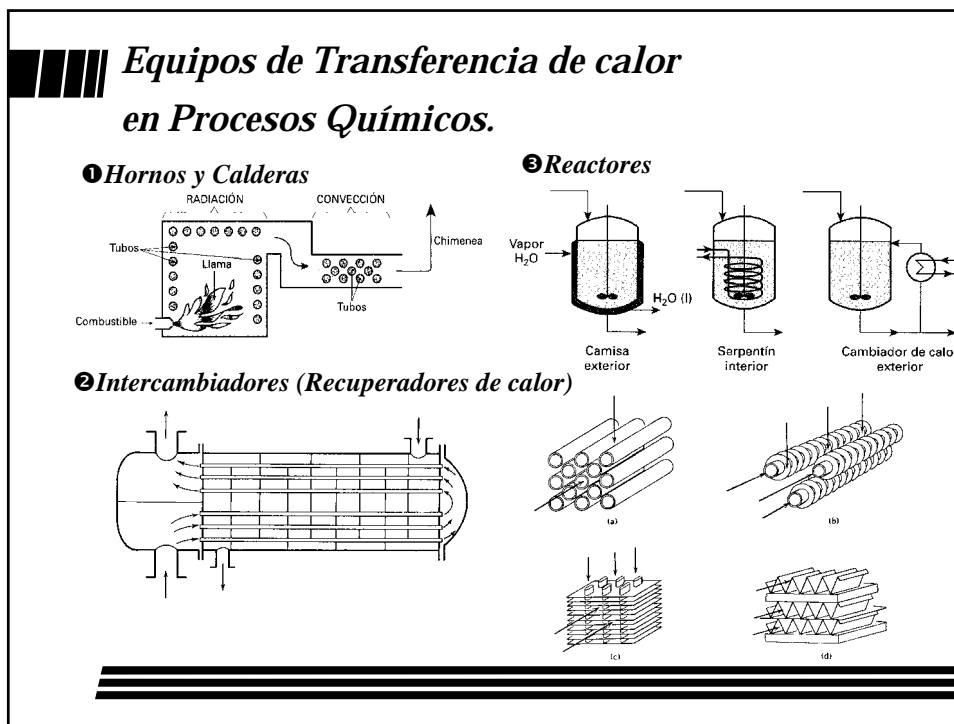 Equipos de Transferencia de calor
en Procesos Químicos.
❶Hornos y Calderas
RADIACIÓN
CONVECCIÓN
Chimenea
Tubos
Llama
Tubos
Combustible
❸Reactores
Vapor
H₂O
H₂O (l)
Camisa
exterior
Serpentín
interior
Cambiador de calo
exterior
❷Intercambiadores (Recuperadores de calor)
(a)
(b)
(c)
(d)